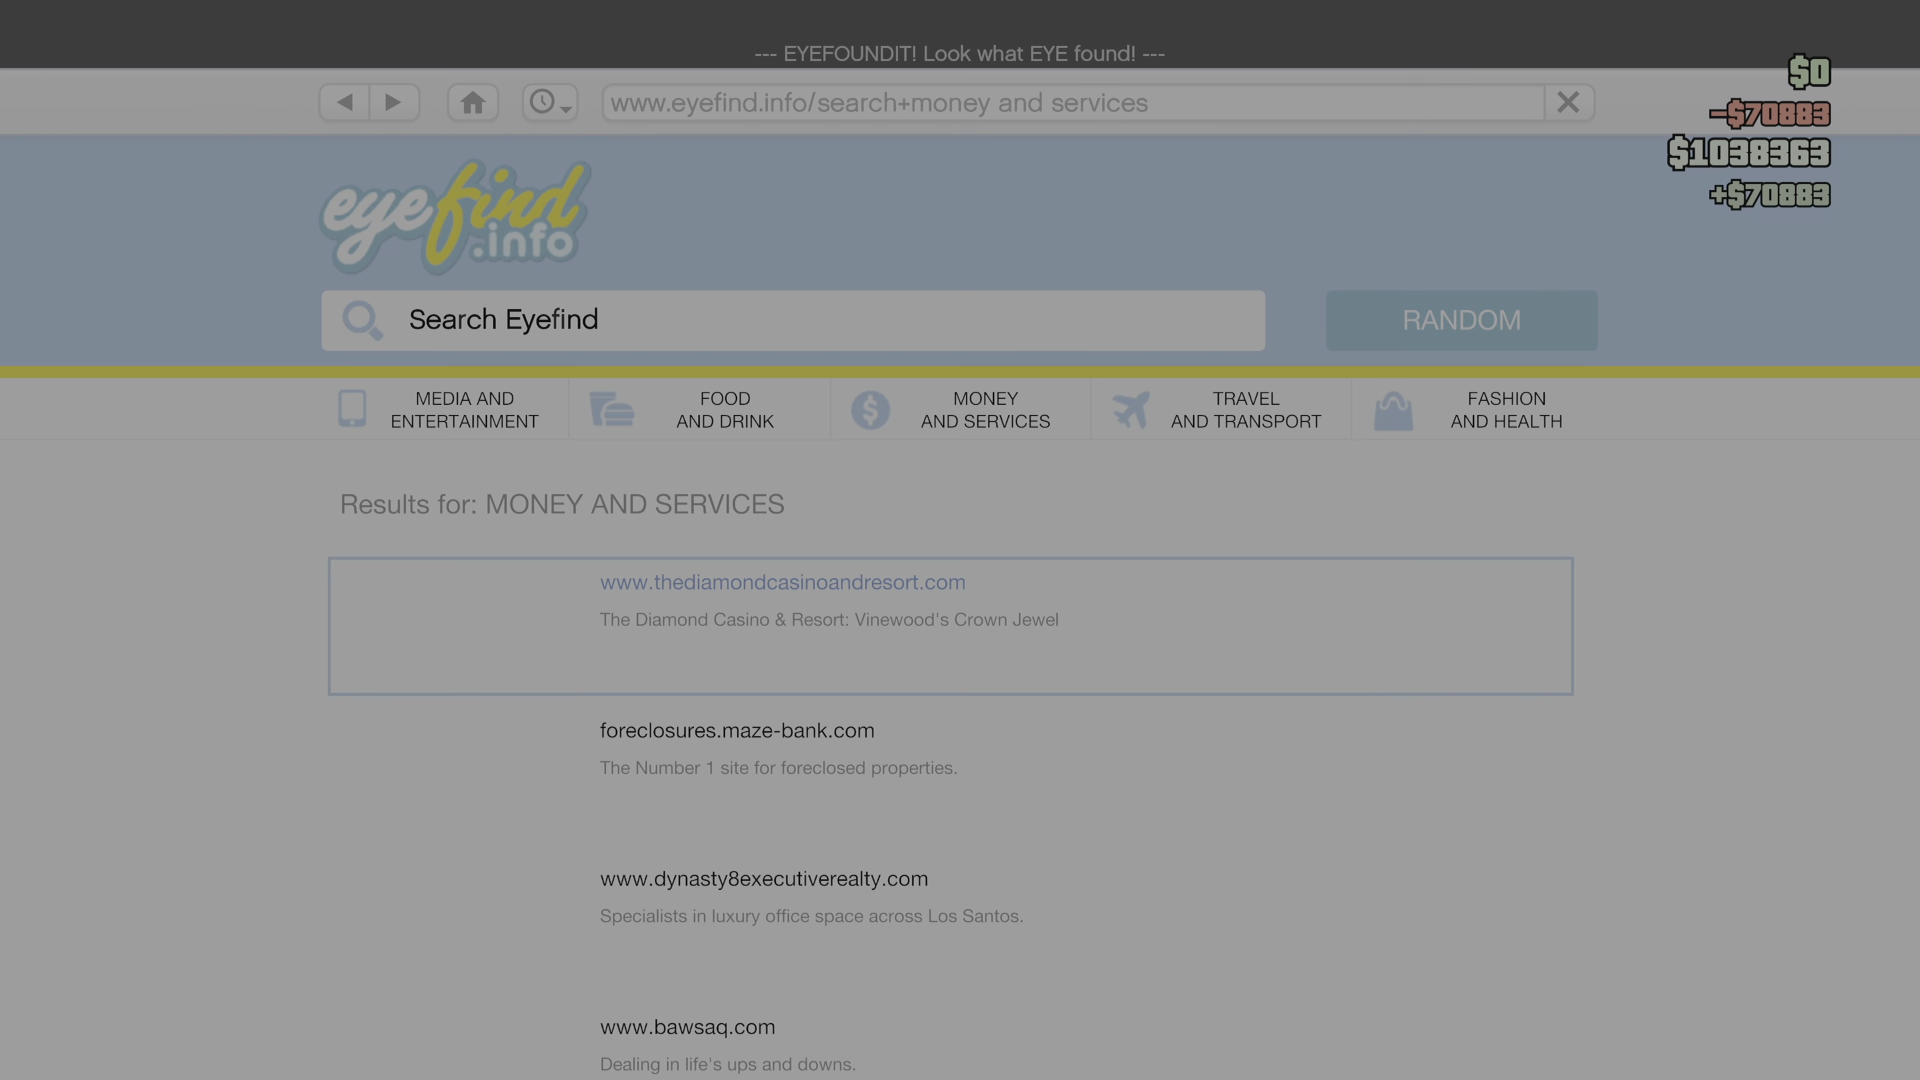 --- EYEFOUNDIT! Look what EYE found! ---
$0
www.eyefind.info/search+money and services
-$70883
$1038363
+$70883
eyefind
.info
Search Eyefind
RANDOM
MEDIA AND
ENTERTAINMENT
FOOD
AND DRINK
MONEY
AND SERVICES
TRAVEL
AND TRANSPORT
FASHION
AND HEALTH
Results for: MONEY AND SERVICES
www.thediamondcasinoandresort.com
The Diamond Casino & Resort: Vinewood's Crown Jewel
foreclosures.maze-bank.com
The Number 1 site for foreclosed properties.
www.dynasty8executiverealty.com
Specialists in luxury office space across Los Santos.
www.bawsaq.com
Dealing in life's ups and downs.